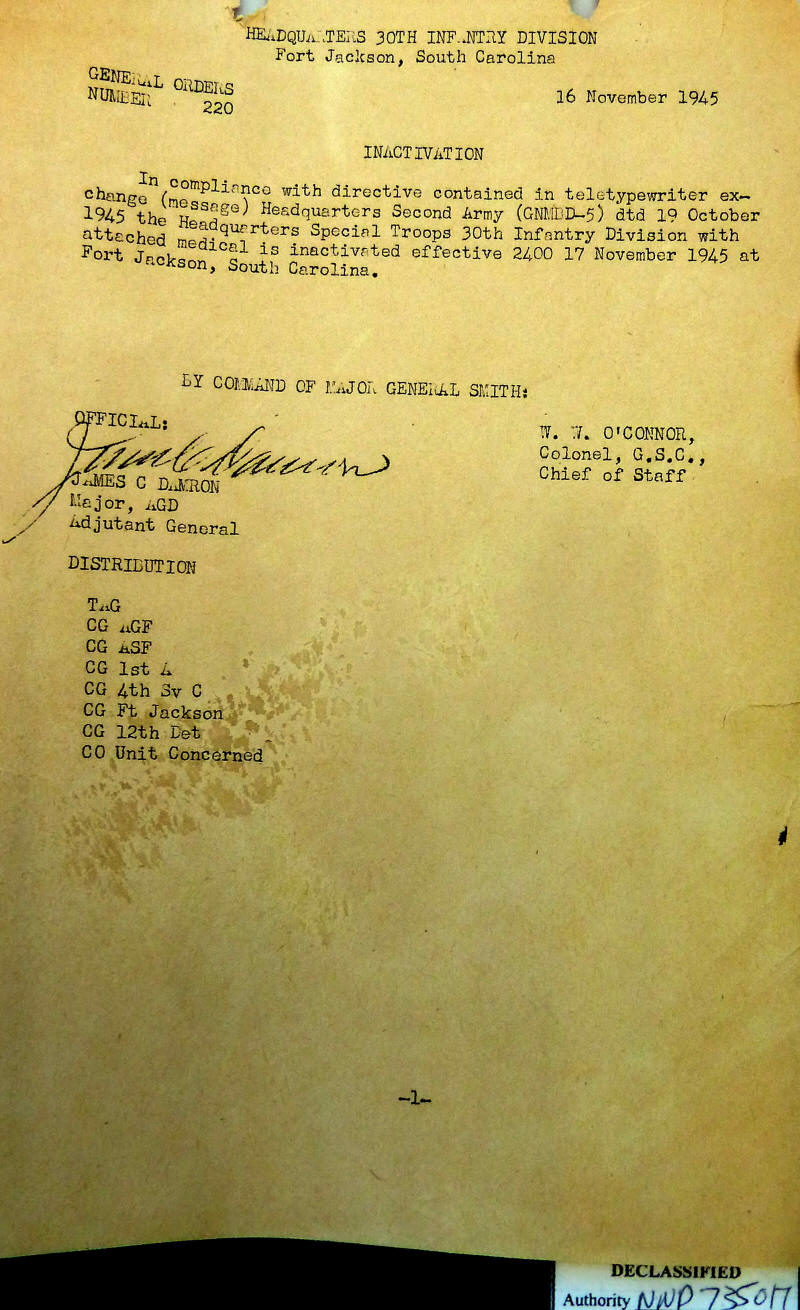 HEADQUARTERS 30TH INFANTRY DIVISION
Fort Jackson, South Carolina
GENERAL ORDERS
NUMBER 220
16 November 1945
INACTIVATION
In compliance with directive contained in teletypewriter ex-
change (message) Headquarters Second Army (GNMBD-5) dtd 19 October
1945 the Headquarters Special Troops 30th Infantry Division with
attached medical is inactivated effective 2400 17 November 1945 at
Fort Jackson, South Carolina.
BY COMMAND OF MAJOR GENERAL SMITH:
OFFICIAL:
W. W. O'CONNOR,
Colonel, G.S.C.,
Chief of Staff
JAMES C DAMRON
Major, AGD
Adjutant General
DISTRIBUTION
TAG
CG AGF
CG ASF
CG 1st A
CG 4th Sv C
CG Ft Jackson
CG 12th Det
CO Unit Concerned
-1-
DECLASSIFIED
Authority NND 735017